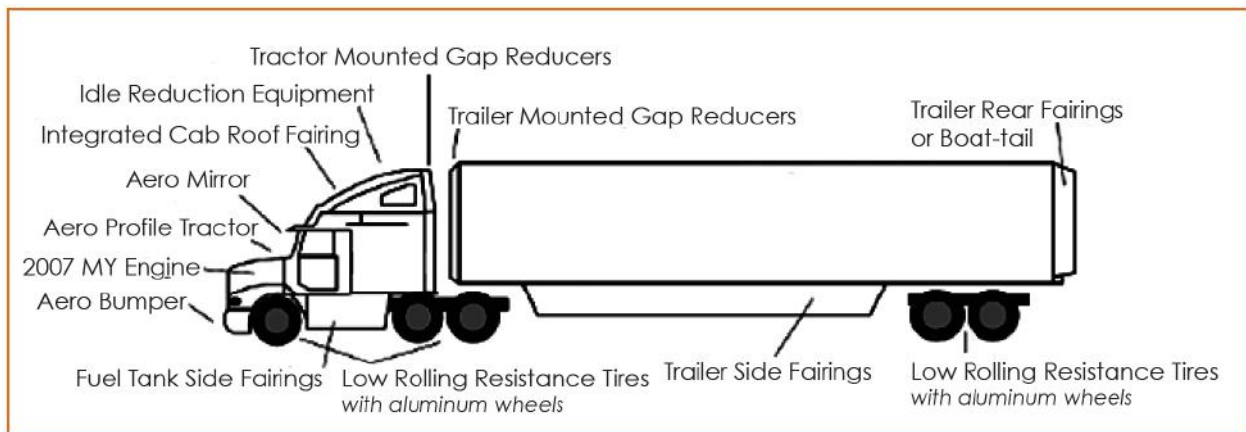 Tractor Mounted Gap Reducers
Idle Reduction Equipment
Integrated Cab Roof Fairing
Aero Mirror
Aero Profile Tractor
2007 MY Engine
Aero Bumper
Trailer Mounted Gap Reducers
Trailer Rear Fairings
or Boat-tail
Fuel Tank Side Fairings
Low Rolling Resistance Tires
with aluminum wheels
Trailer Side Fairings
Low Rolling Resistance Tires
with aluminum wheels